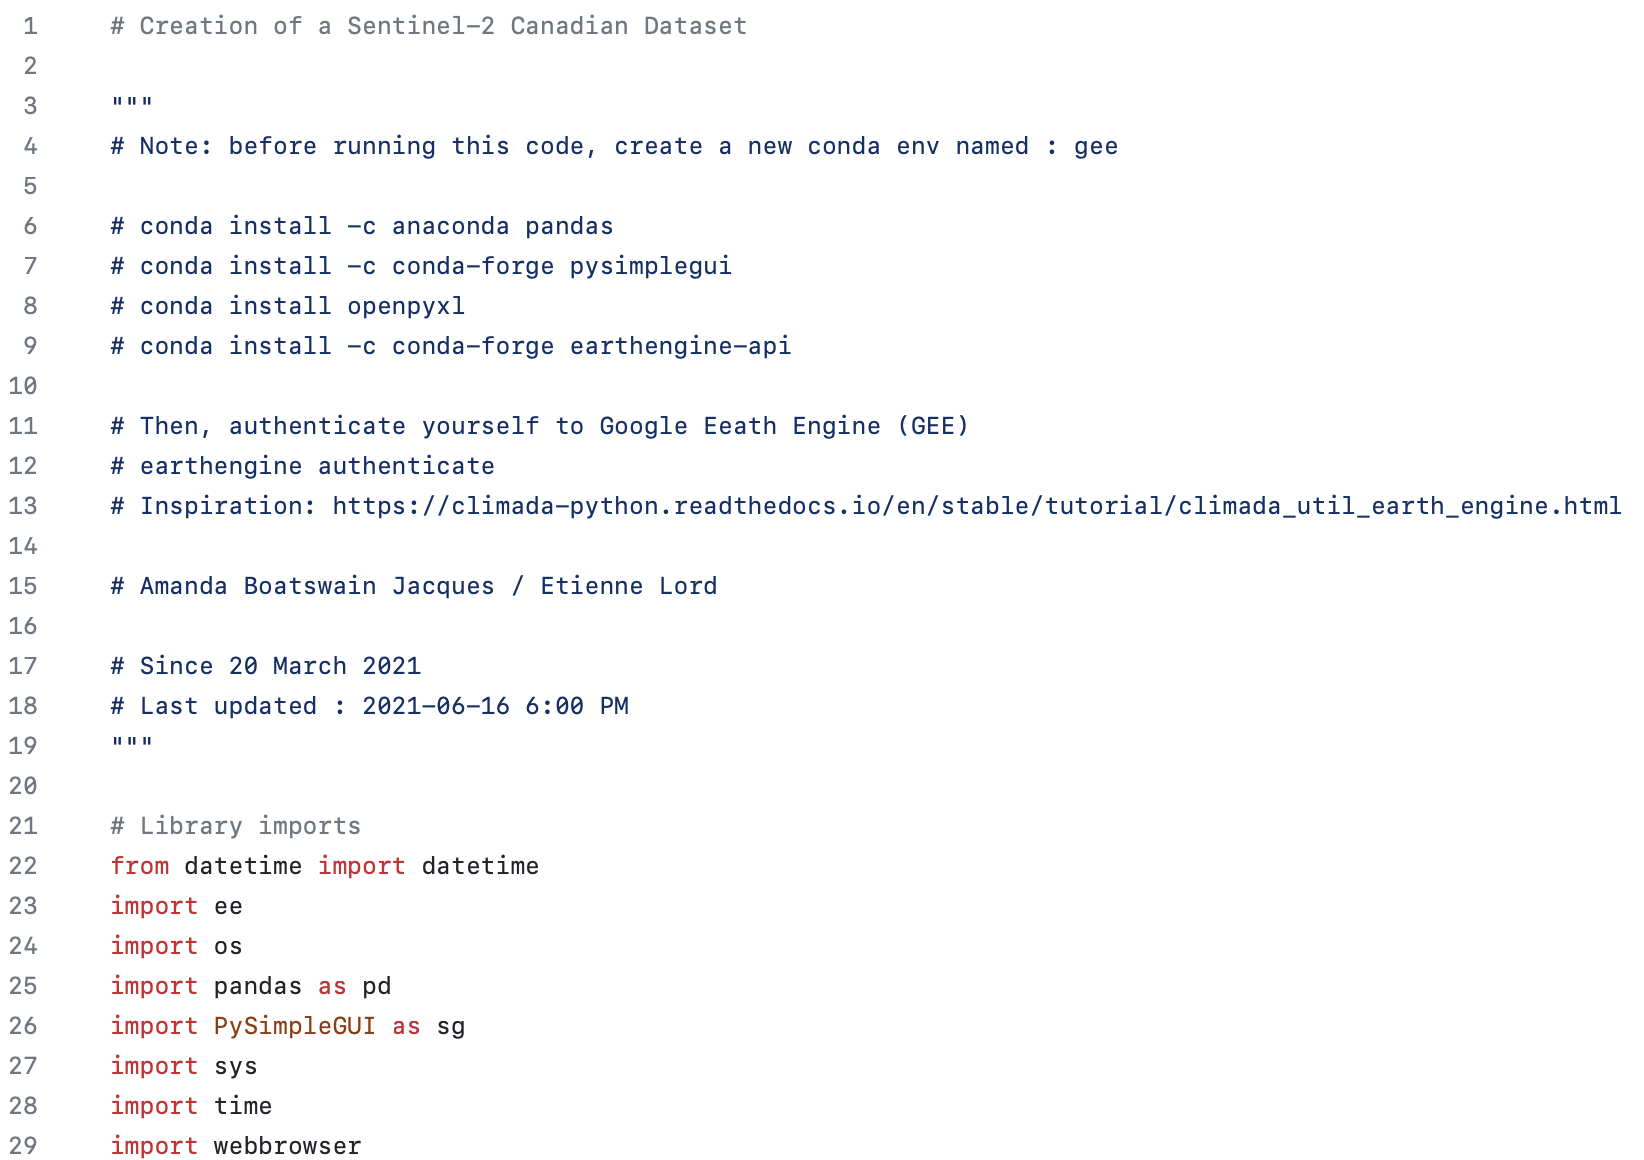 1 # Creation of a Sentinel-2 Canadian Dataset
2
3 """
4 # Note: before running this code, create a new conda env named : gee
5
6 # conda install -c anaconda pandas
7 # conda install -c conda-forge pysimplegui
8 # conda install openpyxl
9 # conda install -c conda-forge earthengine-api
10
11 # Then, authenticate yourself to Google Eeath Engine (GEE)
12 # earthengine authenticate
13 # Inspiration: https://climada-python.readthedocs.io/en/stable/tutorial/climada_util_earth_engine.html
14
15 # Amanda Boatswain Jacques / Etienne Lord
16
17 # Since 20 March 2021
18 # Last updated : 2021-06-16 6:00 PM
19 """
20
21 # Library imports
22 from datetime import datetime
23 import ee
24 import os
25 import pandas as pd
26 import PySimpleGUI as sg
27 import sys
28 import time
29 import webbrowser